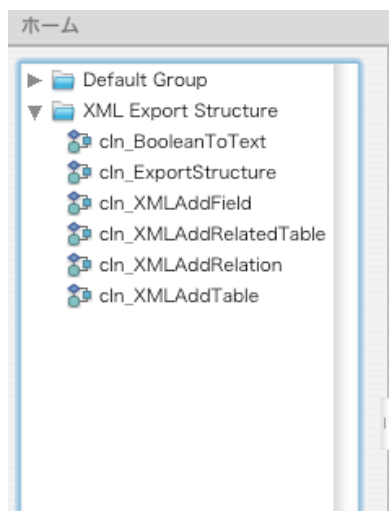 ホーム
Default Group
XML Export Structure
cln_BooleanToText
cln_ExportStructure
cln_XMLAddField
cln_XMLAddRelatedTable
cln_XMLAddRelation
cln_XMLAddTable